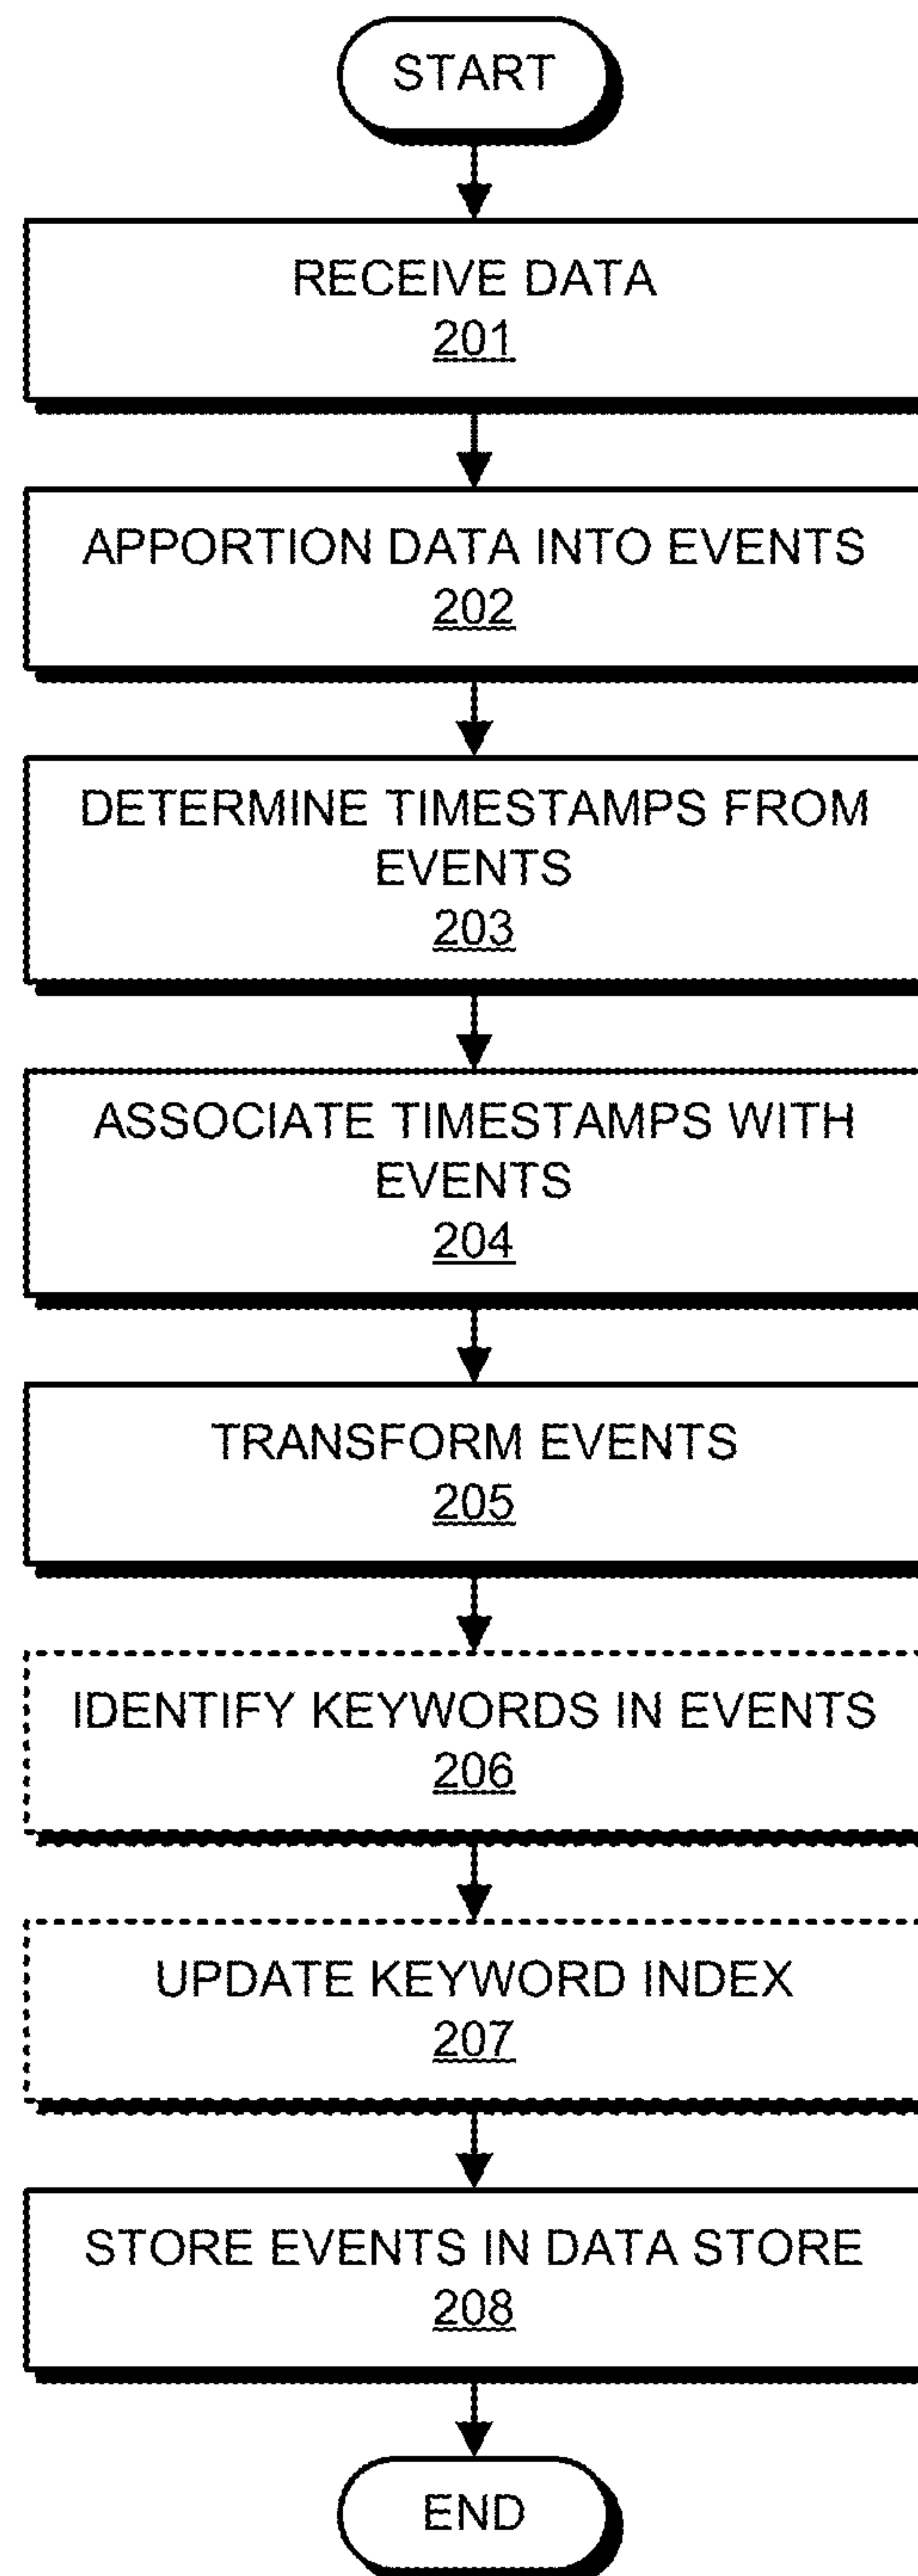 START
RECEIVE DATA
201
APPORTION DATA INTO EVENTS
202
DETERMINE TIMESTAMPS FROM
EVENTS
203
ASSOCIATE TIMESTAMPS WITH
EVENTS
204
TRANSFORM EVENTS
205
IDENTIFY KEYWORDS IN EVENTS
206
UPDATE KEYWORD INDEX
207
STORE EVENTS IN DATA STORE
208
END